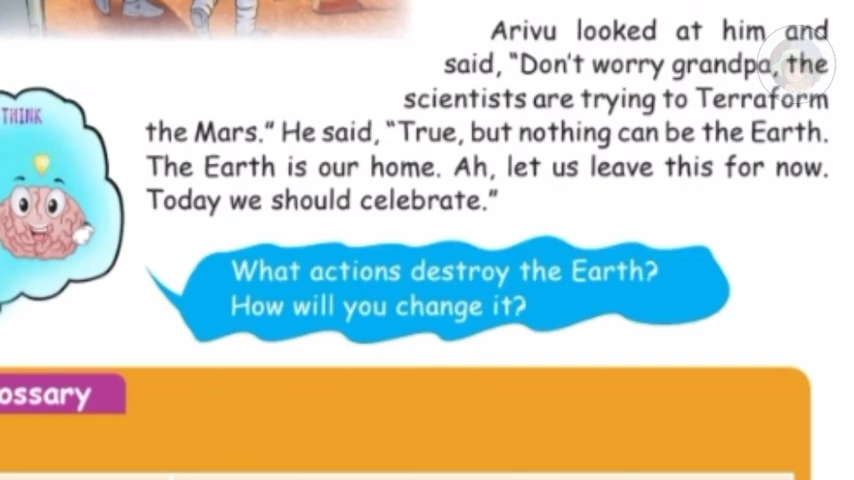 Arivu looked at him and
said, “Don’t worry grandpa, the
scientists are trying to Terraform
the Mars.” He said, “True, but nothing can be the Earth.
The Earth is our home. Ah, let us leave this for now.
Today we should celebrate.”
THINK
What actions destroy the Earth?
How will you change it?
ossary